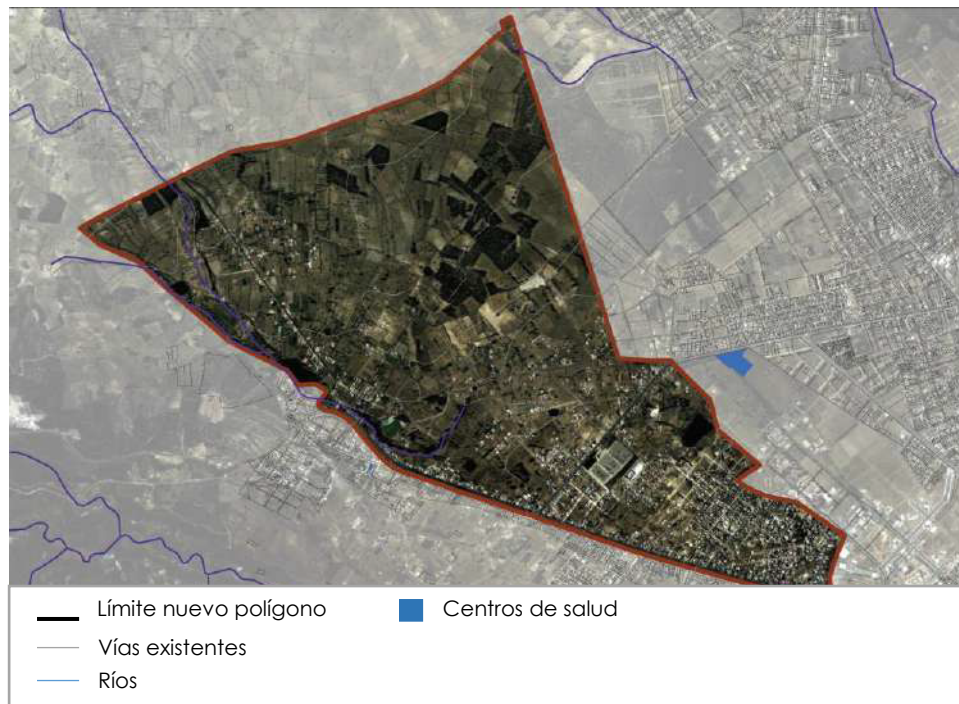 Límite nuevo polígono
Centros de salud
Vías existentes
Ríos